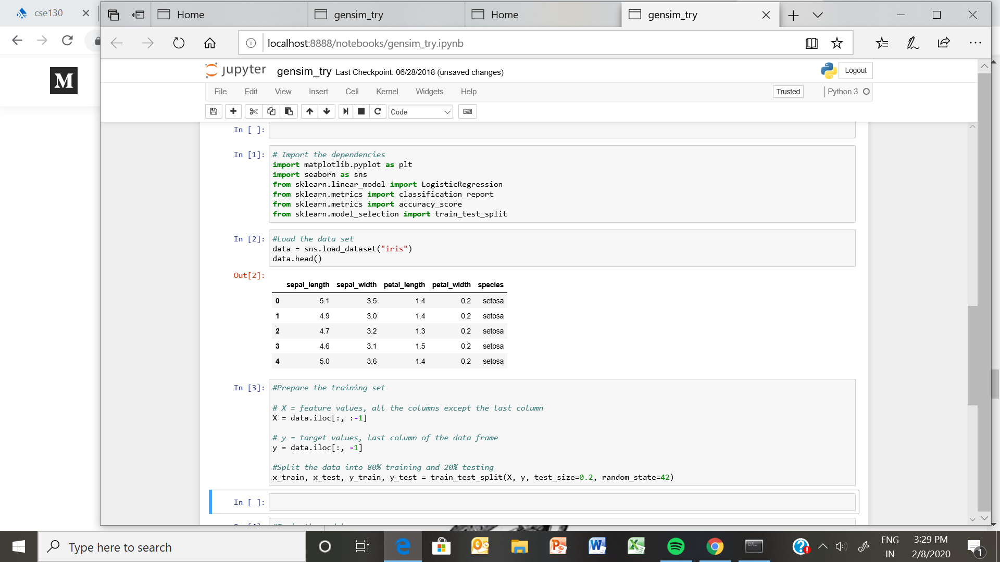 cse130
Home
gensim_try
Home
gensim_try
localhost:8888/notebooks/gensim_try.ipynb
M
jupyter gensim_try Last Checkpoint: 06/28/2018 (unsaved changes)
Logout
File Edit View Insert Cell Kernel Widgets Help
Trusted
Python 3
Code
In [ ]:
In [1]:
# Import the dependencies
import matplotlib.pyplot as plt
import seaborn as sns
from sklearn.linear_model import LogisticRegression
from sklearn.metrics import classification_report
from sklearn.metrics import accuracy_score
from sklearn.model_selection import train_test_split
In [2]:
#Load the data set
data = sns.load_dataset("iris")
data.head()
Out[2]:
sepal_length sepal_width petal_length petal_width species
0 5.1 3.5 1.4 0.2 setosa
1 4.9 3.0 1.4 0.2 setosa
2 4.7 3.2 1.3 0.2 setosa
3 4.6 3.1 1.5 0.2 setosa
4 5.0 3.6 1.4 0.2 setosa
In [3]:
#Prepare the training set
# X = feature values, all the columns except the last column
X = data.iloc[:, :-1]
# y = target values, last column of the data frame
y = data.iloc[:, -1]
#Split the data into 80% training and 20% testing
x_train, x_test, y_train, y_test = train_test_split(X, y, test_size=0.2, random_state=42)
In [ ]:
Type here to search
ENG
IN
3:29 PM
2/8/2020
1